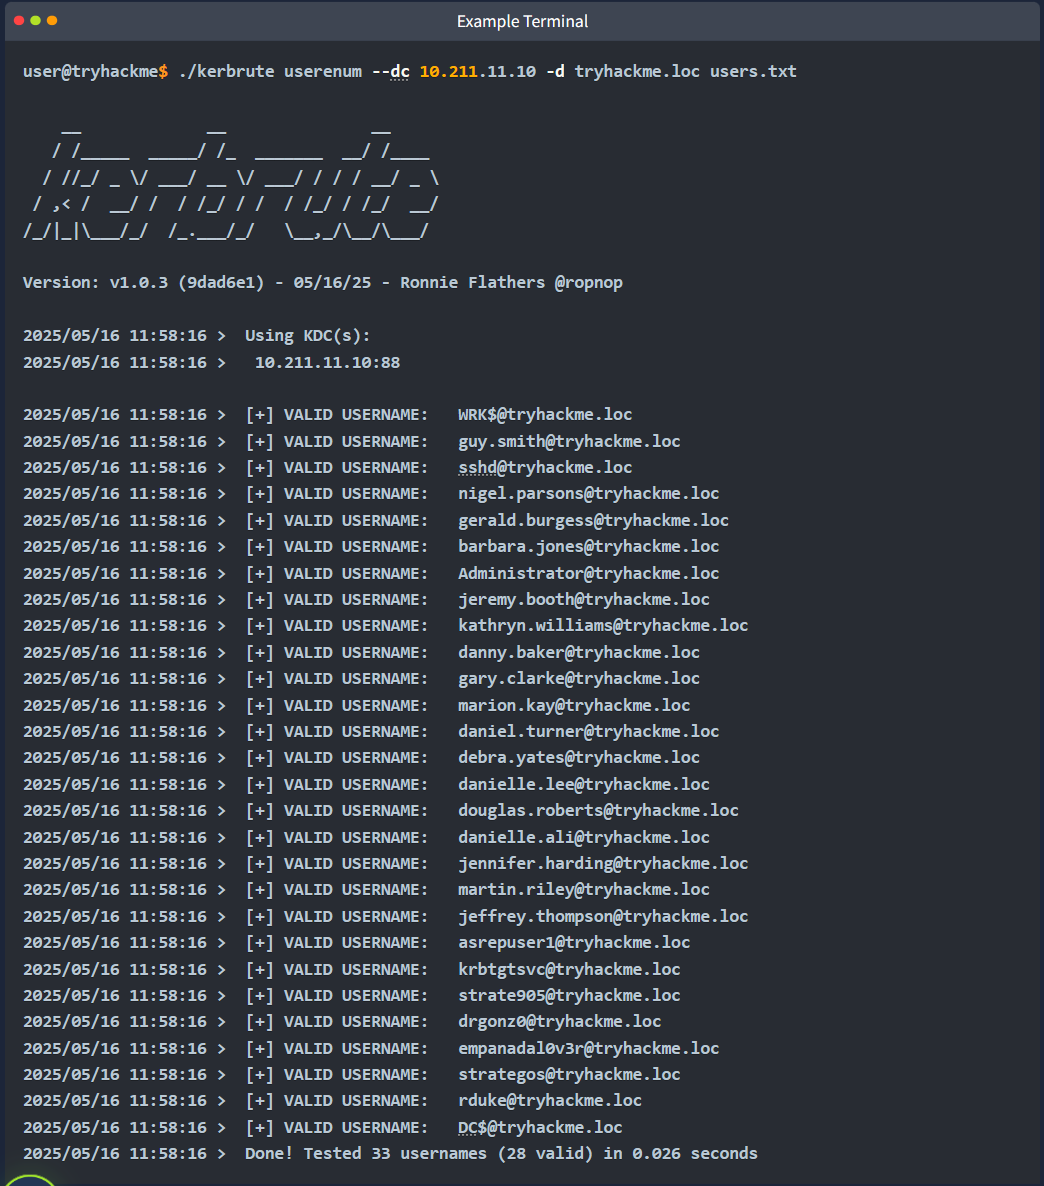 Example Terminal
user@tryhackme$ ./kerbrute userenum --dc 10.211.11.10 -d tryhackme.loc users.txt
    __             __               __
   / /_____  _____/ /_  _______  __/ /____
  / //_/ _ \/ ___/ __ \/ ___/ / / / __/ _ \
 / ,< /  __/ /  / /_/ / /  / /_/ / /_/  __/
/_/|_|\___/_/  /_.___/_/   \__,_/\__/\___/
Version: v1.0.3 (9dad6e1) - 05/16/25 - Ronnie Flathers @ropnop
2025/05/16 11:58:16 >  Using KDC(s):
2025/05/16 11:58:16 >   10.211.11.10:88
2025/05/16 11:58:16 >  [+] VALID USERNAME:   WRK$@tryhackme.loc
2025/05/16 11:58:16 >  [+] VALID USERNAME:   guy.smith@tryhackme.loc
2025/05/16 11:58:16 >  [+] VALID USERNAME:   sshd@tryhackme.loc
2025/05/16 11:58:16 >  [+] VALID USERNAME:   nigel.parsons@tryhackme.loc
2025/05/16 11:58:16 >  [+] VALID USERNAME:   gerald.burgess@tryhackme.loc
2025/05/16 11:58:16 >  [+] VALID USERNAME:   barbara.jones@tryhackme.loc
2025/05/16 11:58:16 >  [+] VALID USERNAME:   Administrator@tryhackme.loc
2025/05/16 11:58:16 >  [+] VALID USERNAME:   jeremy.booth@tryhackme.loc
2025/05/16 11:58:16 >  [+] VALID USERNAME:   kathryn.williams@tryhackme.loc
2025/05/16 11:58:16 >  [+] VALID USERNAME:   danny.baker@tryhackme.loc
2025/05/16 11:58:16 >  [+] VALID USERNAME:   gary.clarke@tryhackme.loc
2025/05/16 11:58:16 >  [+] VALID USERNAME:   marion.kay@tryhackme.loc
2025/05/16 11:58:16 >  [+] VALID USERNAME:   daniel.turner@tryhackme.loc
2025/05/16 11:58:16 >  [+] VALID USERNAME:   debra.yates@tryhackme.loc
2025/05/16 11:58:16 >  [+] VALID USERNAME:   danielle.lee@tryhackme.loc
2025/05/16 11:58:16 >  [+] VALID USERNAME:   douglas.roberts@tryhackme.loc
2025/05/16 11:58:16 >  [+] VALID USERNAME:   danielle.ali@tryhackme.loc
2025/05/16 11:58:16 >  [+] VALID USERNAME:   jennifer.harding@tryhackme.loc
2025/05/16 11:58:16 >  [+] VALID USERNAME:   martin.riley@tryhackme.loc
2025/05/16 11:58:16 >  [+] VALID USERNAME:   jeffrey.thompson@tryhackme.loc
2025/05/16 11:58:16 >  [+] VALID USERNAME:   asrepuser1@tryhackme.loc
2025/05/16 11:58:16 >  [+] VALID USERNAME:   krbtgtsvc@tryhackme.loc
2025/05/16 11:58:16 >  [+] VALID USERNAME:   strate905@tryhackme.loc
2025/05/16 11:58:16 >  [+] VALID USERNAME:   drgonz0@tryhackme.loc
2025/05/16 11:58:16 >  [+] VALID USERNAME:   empanadal0v3r@tryhackme.loc
2025/05/16 11:58:16 >  [+] VALID USERNAME:   strategos@tryhackme.loc
2025/05/16 11:58:16 >  [+] VALID USERNAME:   rduke@tryhackme.loc
2025/05/16 11:58:16 >  [+] VALID USERNAME:   DC$@tryhackme.loc
2025/05/16 11:58:16 >  Done! Tested 33 usernames (28 valid) in 0.026 seconds